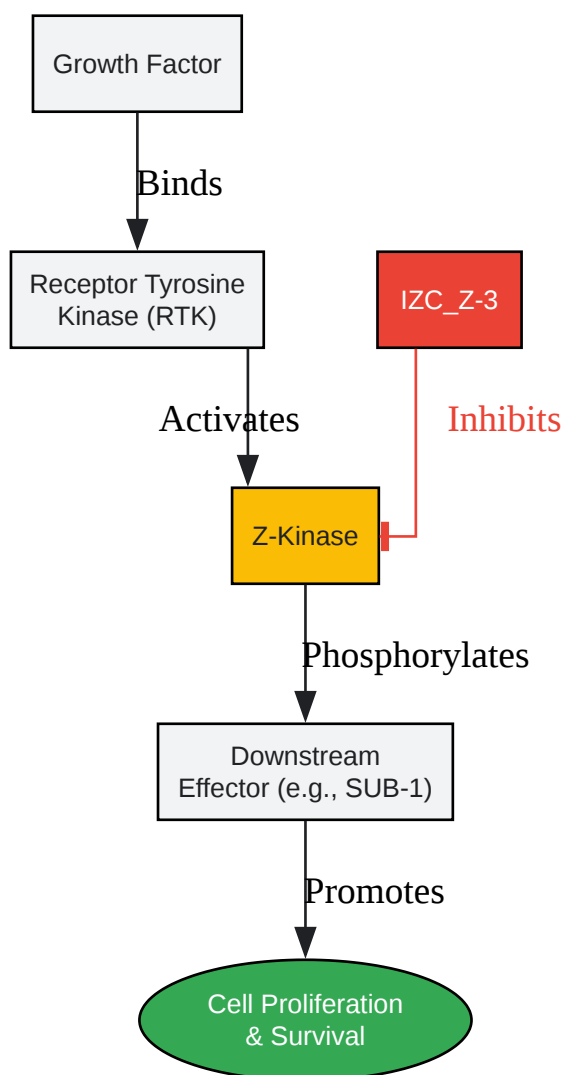 Growth Factor
Binds
Receptor Tyrosine
Kinase (RTK)
IZC_Z-3
Activates
Inhibits
Z-Kinase
Phosphorylates
Downstream
Effector (e.g., SUB-1)
Promotes
Cell Proliferation
& Survival